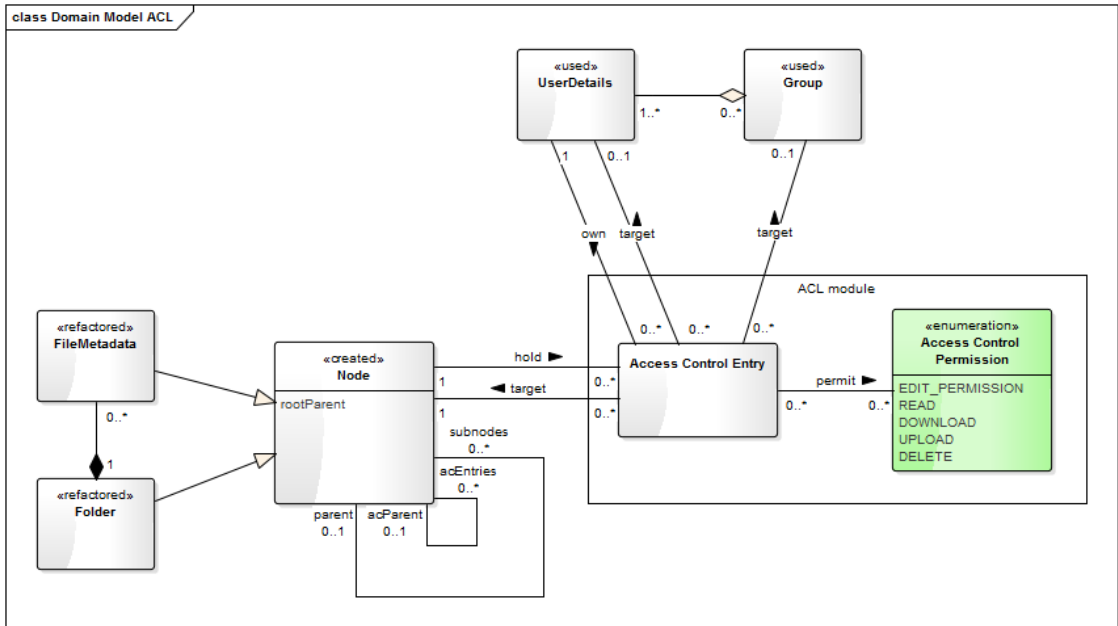 class Domain Model ACL
«used»
UserDetails
«used»
Group
1..*
0..*
1
0..1
0..1
own
target
target
ACL module
0..*
0..*
0..*
«refactored»
FileMetadata
0..*
1
«refactored»
Folder
«created»
Node
rootParent
hold
1
0..*
target
1
0..*
subnodes
0..*
acEntries
0..*
parent
0..1
acParent
0..1
Access Control Entry
permit
0..*
0..*
«enumeration»
Access Control
Permission
EDIT_PERMISSION
READ
DOWNLOAD
UPLOAD
DELETE